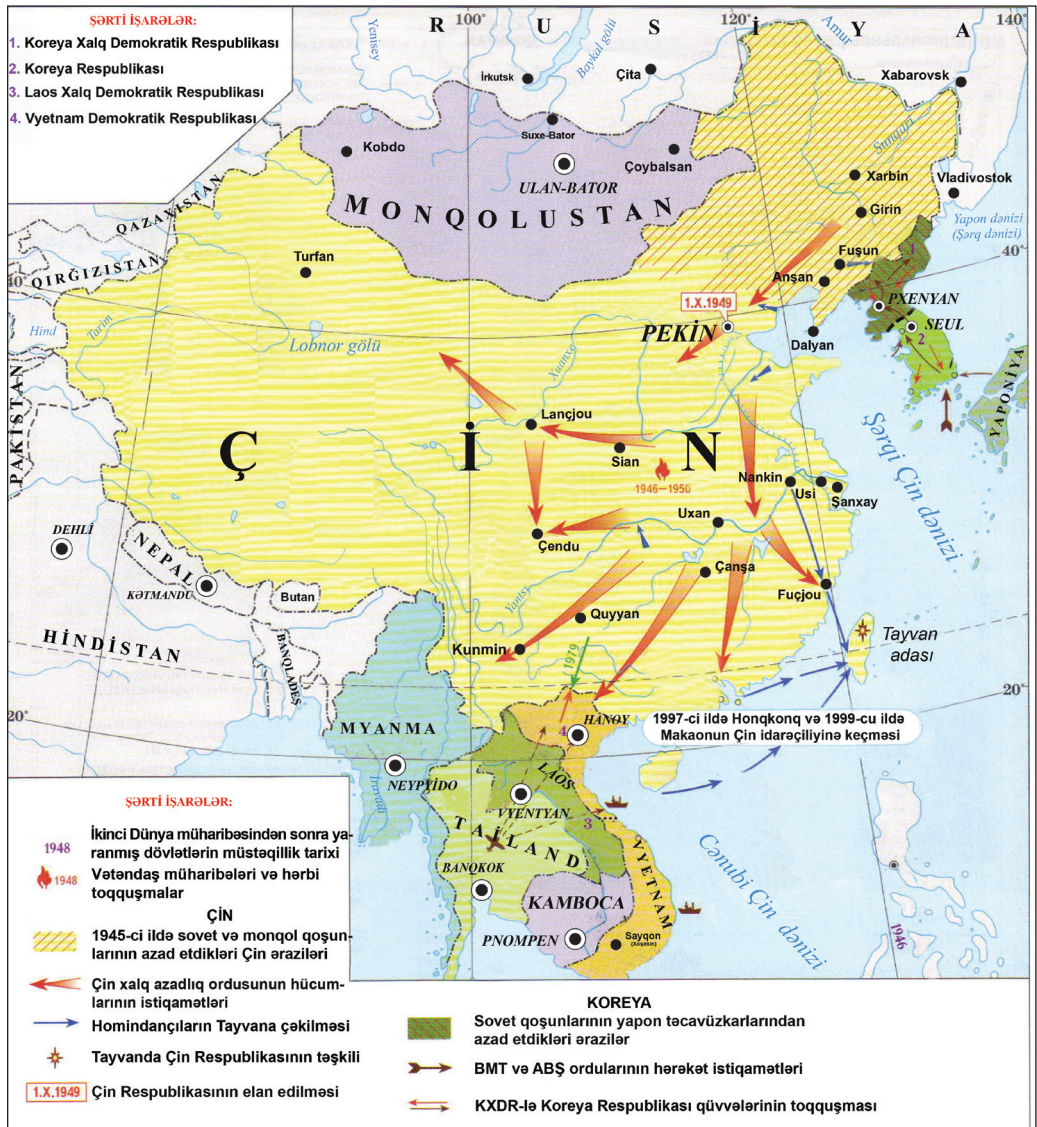 ŞƏRTİ İŞARƏLƏR:
1. Koreya Xalq Demokratik Respublikası
2. Koreya Respublikası
3. Laos Xalq Demokratik Respublikası
4. Vyetnam Demokratik Respublikası
100°
120°
140°
R U S İ Y A
Yenisey
Baykal gölü
Amur
İrkutsk
Çita
Xabarovsk
Suxe-Bator
Kobdo
Çoybalsan
Sunqari
ULAN-BATOR
Xarbin
Vladivostok
MONQOLUSTAN
Girin
QAZAXISTAN
Yapon dənizi
(Şərq dənizi)
Turfan
Fuşun
1
40°
QIRĞIZISTAN
Anşan
40°
1.X.1949
PXENYAN
PEKİN
SEUL
Hind
Tarim
Lobnor gölü
Xuanxe
Dalyan
2
PAKİSTAN
YAPONİYA
Lançjou
Ç İ N
Sian
1946–1950
Nankin
Usi
Şanxay
Şərqi Çin dənizi
DEHLİ
Uxan
Çendu
NEPAL
Çanşa
KƏTMANDU
Butan
Yantsı
Fuçjou
Quyyan
HİNDİSTAN
BANQLADEŞ
Kunmin
1979
Tayvan
adası
20°
20°
MYANMA
4
HANOY
1997-ci ildə Honqkonq və 1999-cu ildə
Makaonun Çin idarəçiliyinə keçməsi
NEYPYİDO
LAOS
İravadi
VYENTYAN
3
TAİLAND
VYETNAM
BANQKOK
KAMBOCA
Cənubi Çin dənizi
PNOMPEN
Sayqon
(Xoşimin)
1946
ŞƏRTİ İŞARƏLƏR:
1948
İkinci Dünya müharibəsindən sonra ya-
ranmış dövlətlərin müstəqillik tarixi
1948
Vətəndaş müharibələri və hərbi
toqquşmalar
ÇİN
1945-ci ildə sovet və monqol qoşun-
larının azad etdikləri Çin əraziləri
Çin xalq azadlıq ordusunun hücum-
larının istiqamətləri
Homindançıların Tayvana çəkilməsi
Tayvanda Çin Respublikasının təşkili
1.X.1949 Çin Respublikasının elan edilməsi
KOREYA
Sovet qoşunlarının yapon təcavüzkarlarından
azad etdikləri ərazilər
BMT və ABŞ ordularının hərəkət istiqamətləri
KXDR-lə Koreya Respublikası qüvvələrinin toqquşması